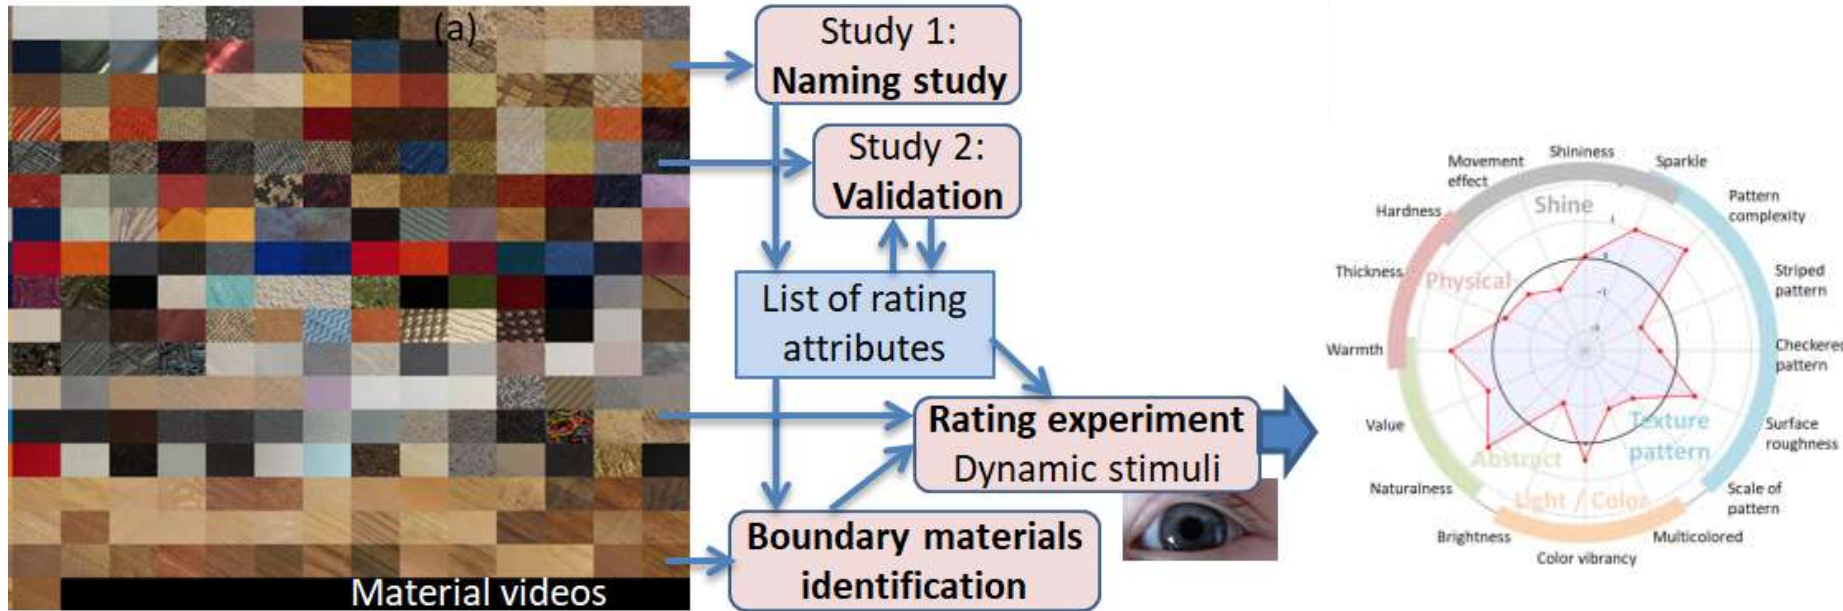 (a)
Study 1:
Naming study
Study 2:
Validation
List of rating
attributes
Rating experiment
Dynamic stimuli
Boundary materials
identification
Material videos
Shininess
Movement
effect
Sparkle
Pattern
complexity
Hardness
Shine
Thickness
Physical
Striped
pattern
Warmth
Checkered
pattern
Value
Abstract
Texture
pattern
Surface
roughness
Naturalness
Light / Color
Scale of
pattern
Brightness
Multicolored
Color vibrancy